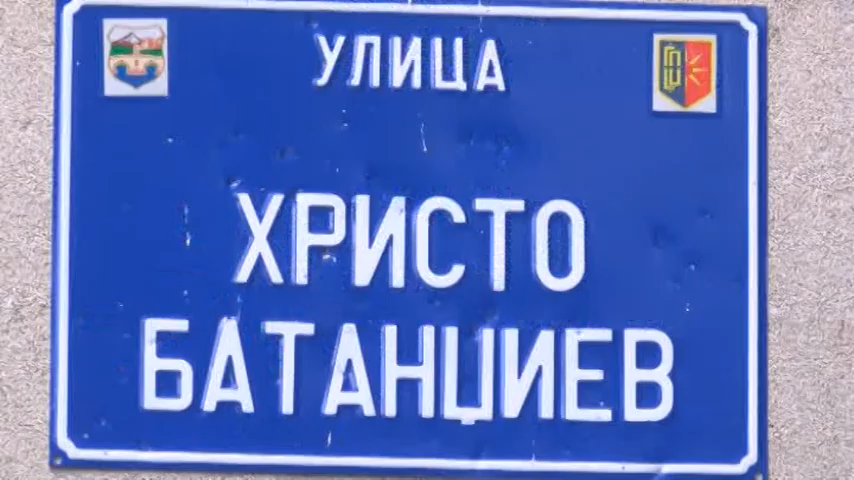 УЛИЦА
ХРИСТО
БАТАНЏИЕВ